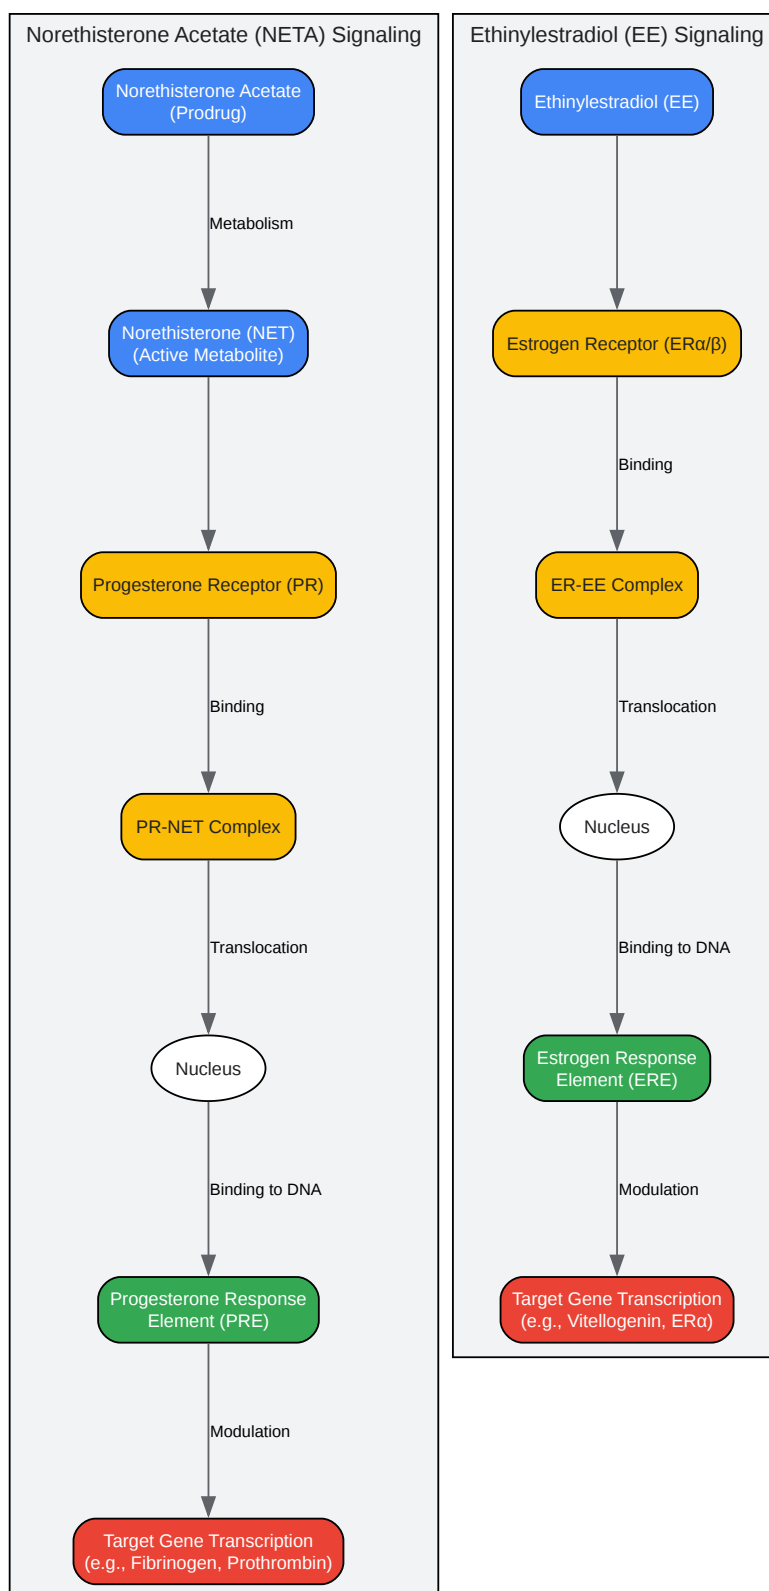 Norethisterone Acetate (NETA) Signaling
Norethisterone Acetate
(Prodrug)
Metabolism
Norethisterone (NET)
(Active Metabolite)
Progesterone Receptor (PR)
Binding
PR-NET Complex
Translocation
Nucleus
Binding to DNA
Progesterone Response
Element (PRE)
Modulation
Target Gene Transcription
(e.g., Fibrinogen, Prothrombin)
Ethinylestradiol (EE) Signaling
Ethinylestradiol (EE)
Estrogen Receptor (ERα/β)
Binding
ER-EE Complex
Translocation
Nucleus
Binding to DNA
Estrogen Response
Element (ERE)
Modulation
Target Gene Transcription
(e.g., Vitellogenin, ERα)